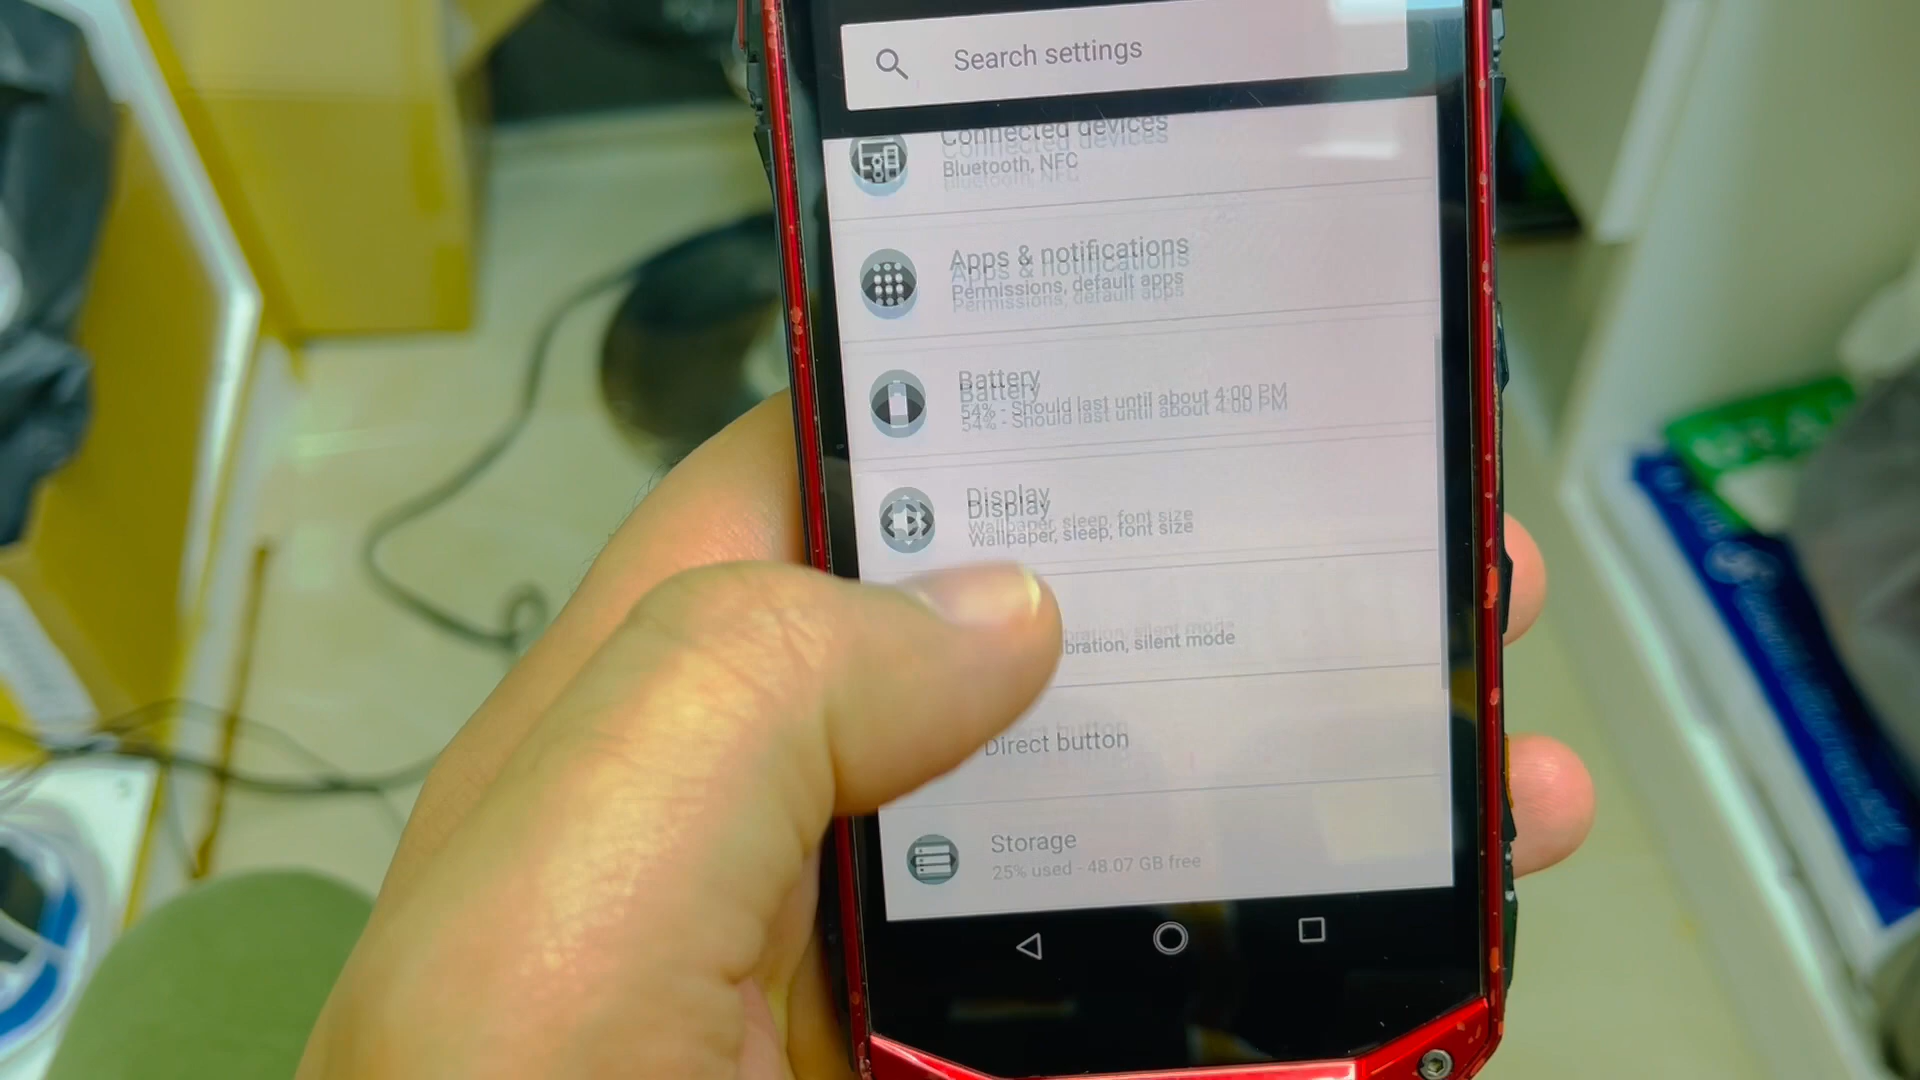 Search settings
Connected devices
Bluetooth, NFC
Apps & notifications
Permissions, default apps
Battery
54% - Should last until about 4:00 PM
Display
Wallpaper, sleep, font size
bration, silent mode
Direct button
Storage
25% used - 48.07 GB free